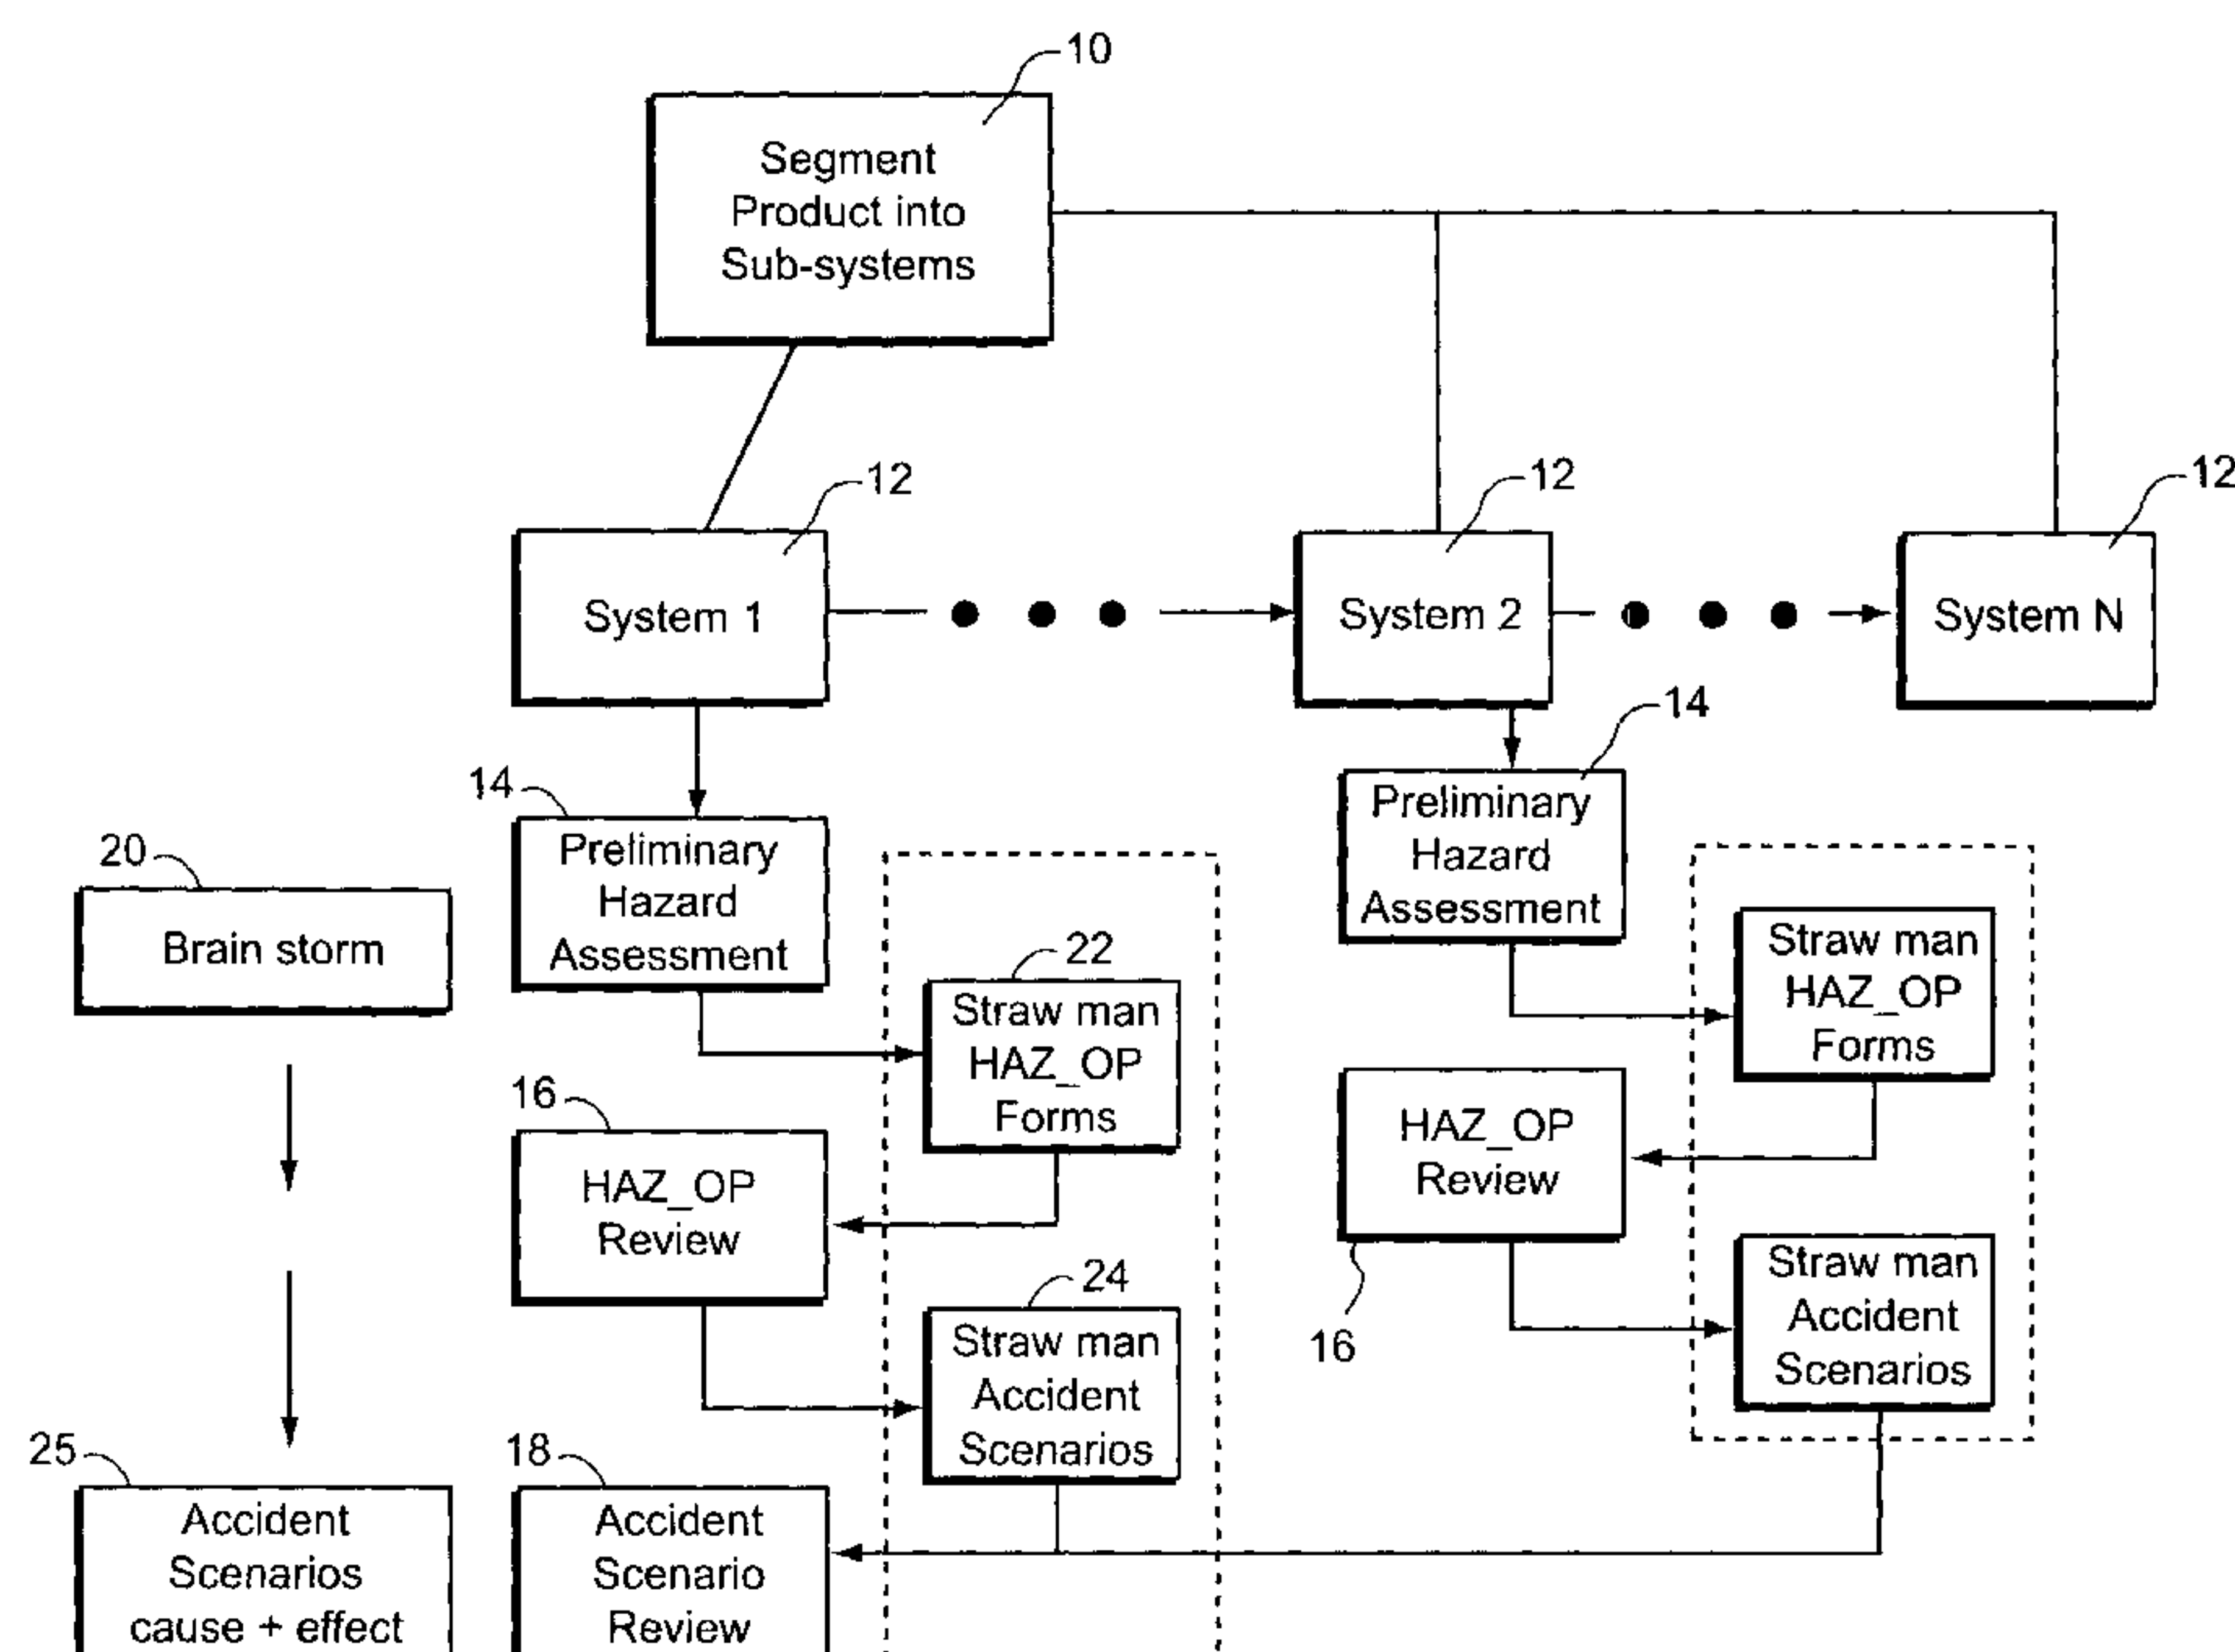 10
Segment
Product into
Sub-systems
12
12
12
System 1
System 2
System N
14
14
Preliminary
Hazard
Assessment
Preliminary
Hazard
Assessment
20
Brain storm
22
Straw man
HAZ_OP
Forms
Straw man
HAZ_OP
Forms
16
HAZ_OP
Review
HAZ_OP
Review
16
24
Straw man
Accident
Scenarios
Straw man
Accident
Scenarios
25
Accident
Scenarios
cause + effect
18
Accident
Scenario
Review